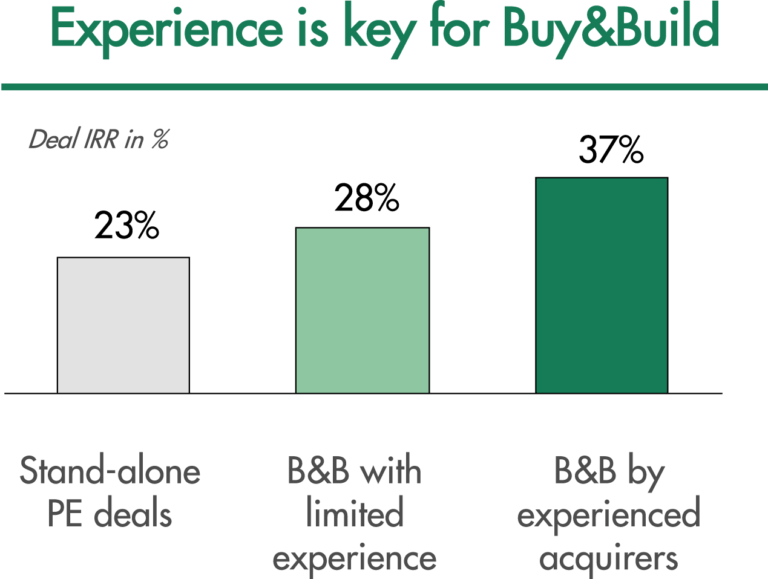 Experience is key for Buy&Build
Deal IRR in %
23%
28%
37%
Stand-alone
PE deals
B&B with
limited
experience
B&B by
experienced
acquirers